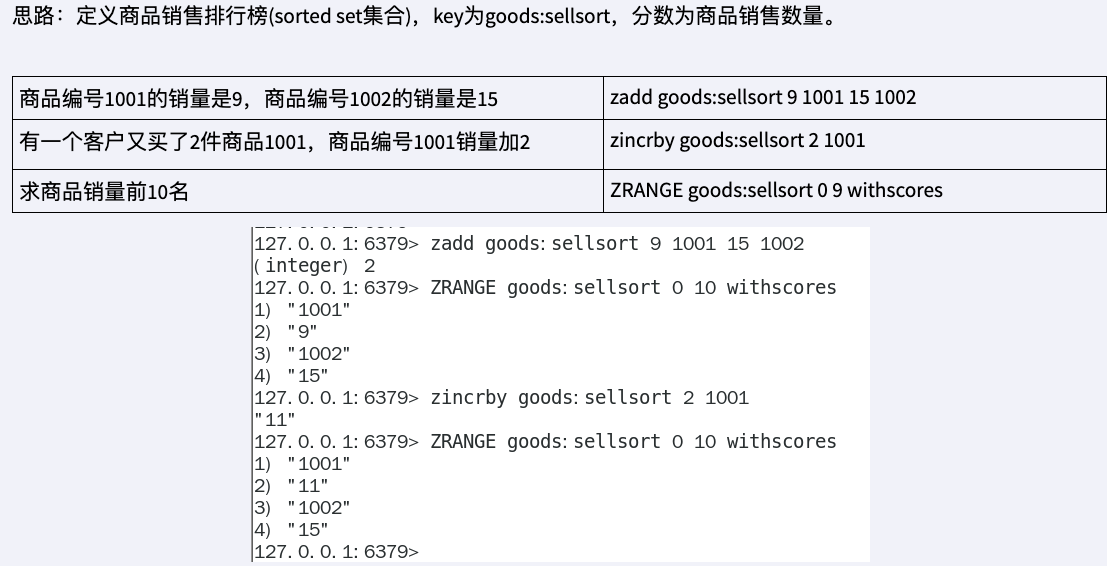 思路：定义商品销售排行榜(sorted set集合)，key为goods:sellsort，分数为商品销售数量。
商品编号1001的销量是9，商品编号1002的销量是15
zadd goods:sellsort 9 1001 15 1002
有一个客户又买了2件商品1001，商品编号1001销量加2
zincrby goods:sellsort 2 1001
求商品销量前10名
ZRANGE goods:sellsort 0 9 withscores
127.0.0.1:6379> zadd goods:sellsort 9 1001 15 1002
(integer) 2
127.0.0.1:6379> ZRANGE goods:sellsort 0 10 withscores
1) "1001"
2) "9"
3) "1002"
4) "15"
127.0.0.1:6379> zincrby goods:sellsort 2 1001
"11"
127.0.0.1:6379> ZRANGE goods:sellsort 0 10 withscores
1) "1001"
2) "11"
3) "1002"
4) "15"
127.0.0.1:6379>